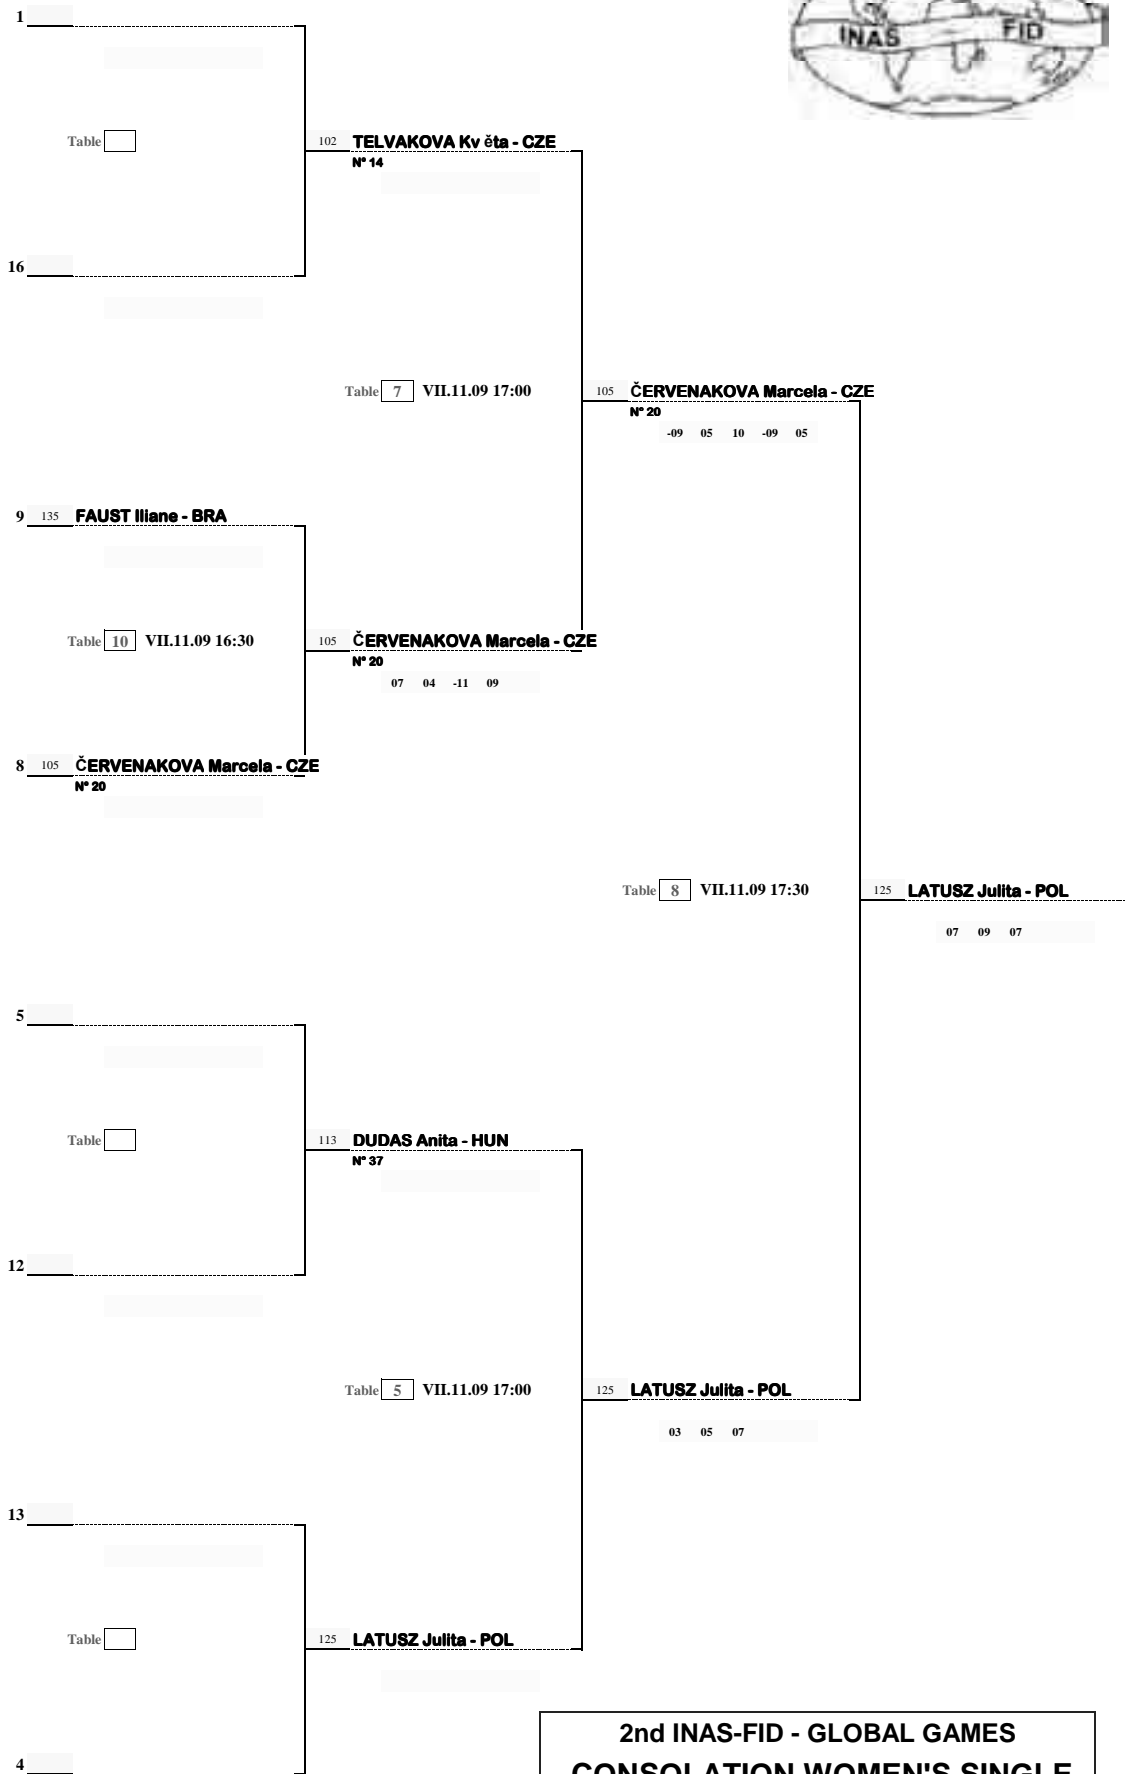 1
INAS FID
Table
102 TELVAKOVA Kv ěta - CZE
N° 14
16
Table 7 VII.11.09 17:00
105 ČERVENAKOVA Marcela - CZE
N° 20
-09 05 10 -09 05
9 135 FAUST Iliane - BRA
Table 10 VII.11.09 16:30
105 ČERVENAKOVA Marcela - CZE
N° 20
07 04 -11 09
8 105 ČERVENAKOVA Marcela - CZE
N° 20
Table 8 VII.11.09 17:30
125 LATUSZ Julita - POL
07 09 07
5
Table
113 DUDAS Anita - HUN
N° 37
12
Table 5 VII.11.09 17:00
125 LATUSZ Julita - POL
03 05 07
13
Table
125 LATUSZ Julita - POL
2nd INAS-FID - GLOBAL GAMES
4
CONSOLATION WOMEN'S SINGLE